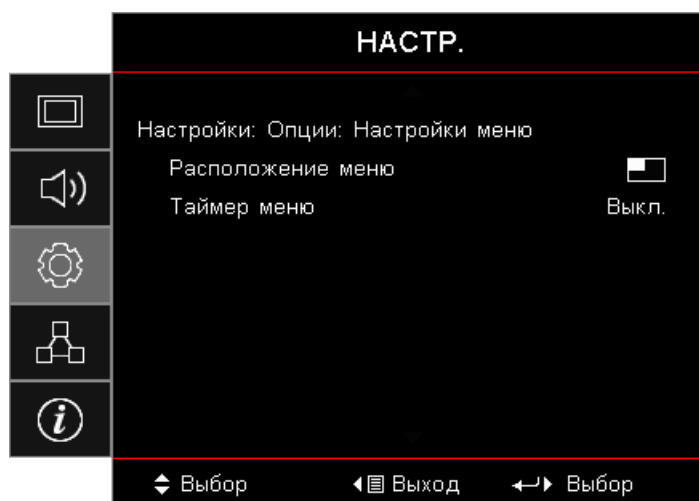 НАСТР.
Настройки: Опции: Настройки меню
Расположение меню
Таймер меню Выкл.
Выбор Выход Выбор